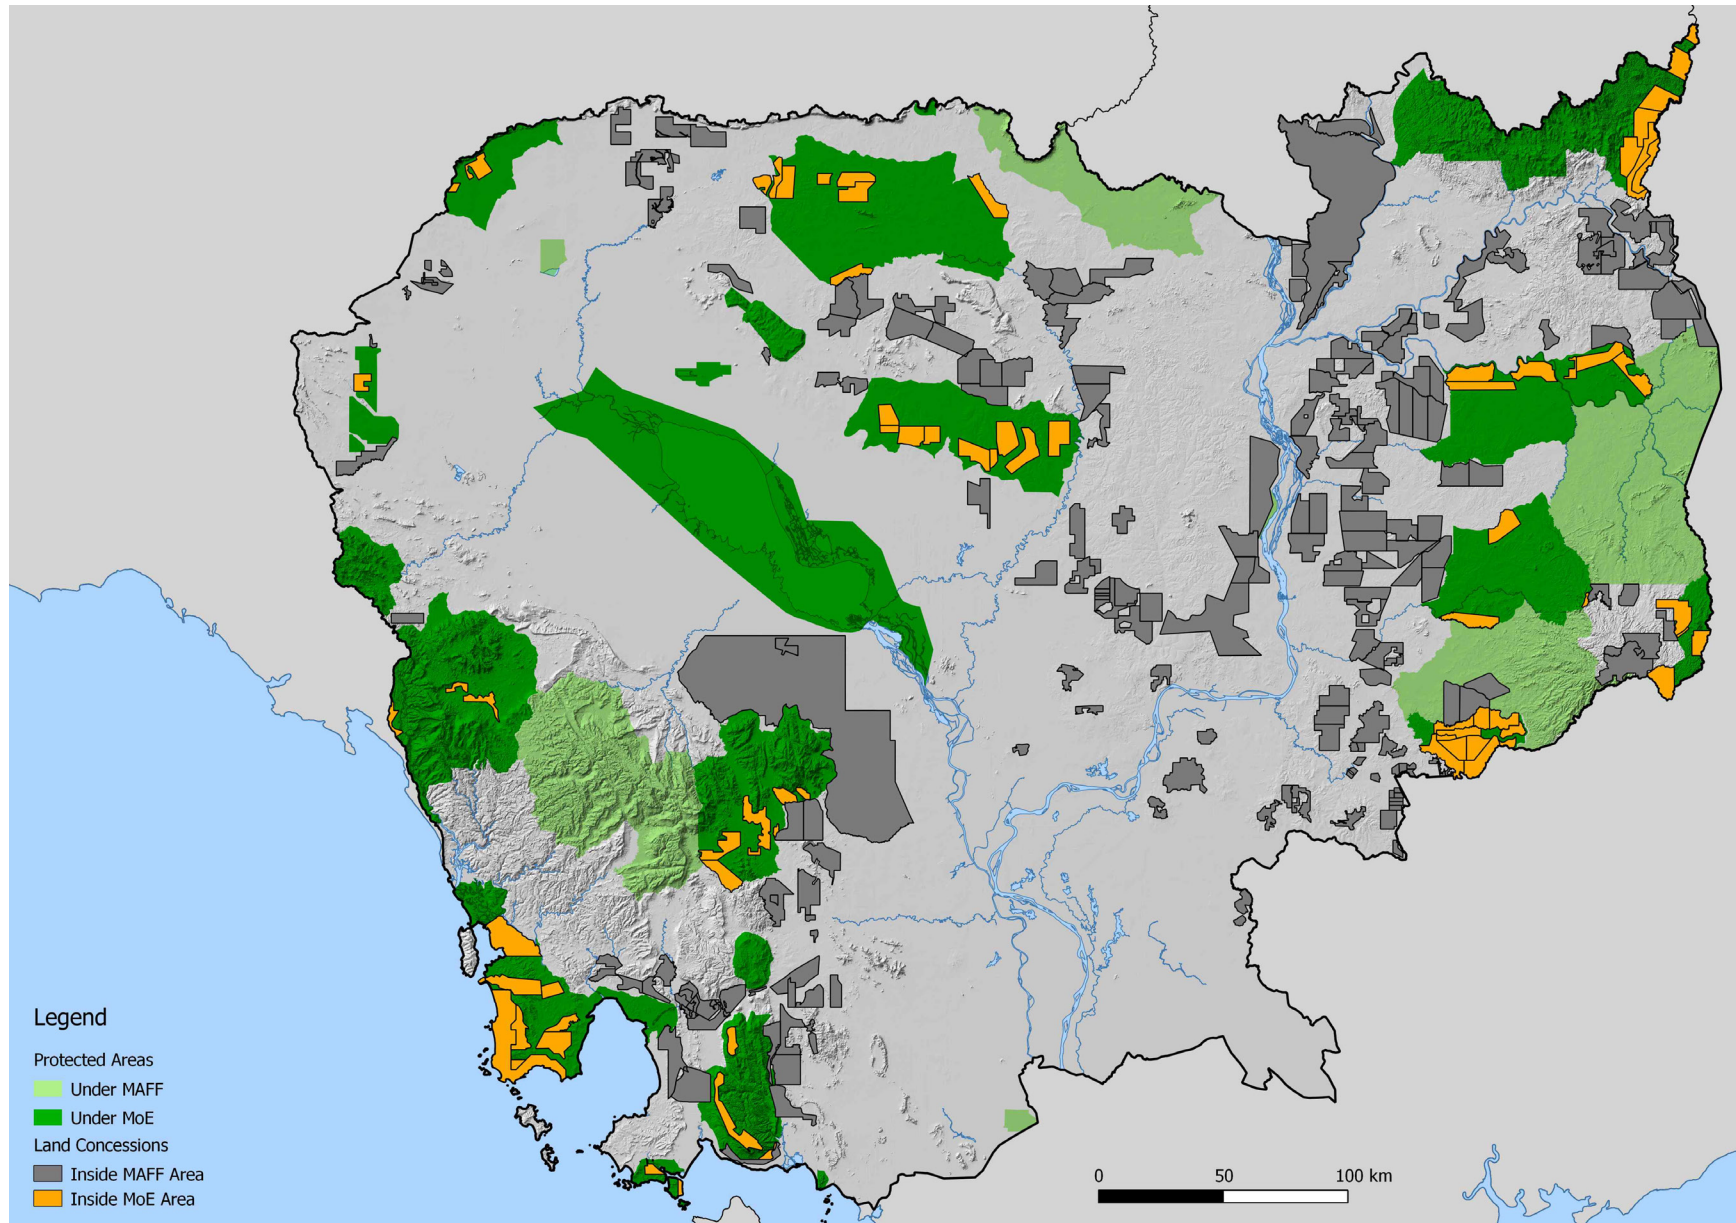 Legend
Protected Areas
Under MAFF
Under MoE
Land Concessions
Inside MAFF Area
Inside MoE Area
0 50 100 km